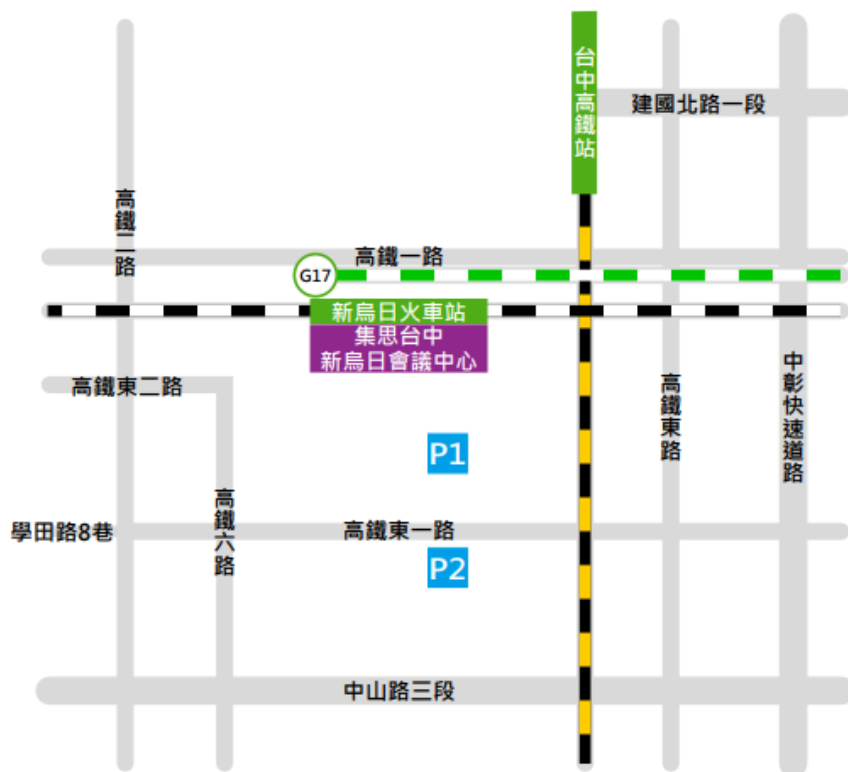 台中高鐵站
建國北路一段
高鐵二路
高鐵一路
G17
新烏日火車站
集思台中
新烏日會議中心
高鐵東二路
高鐵東路
中彰快速道路
P1
高鐵六路
學田路8巷
高鐵東一路
P2
中山路三段